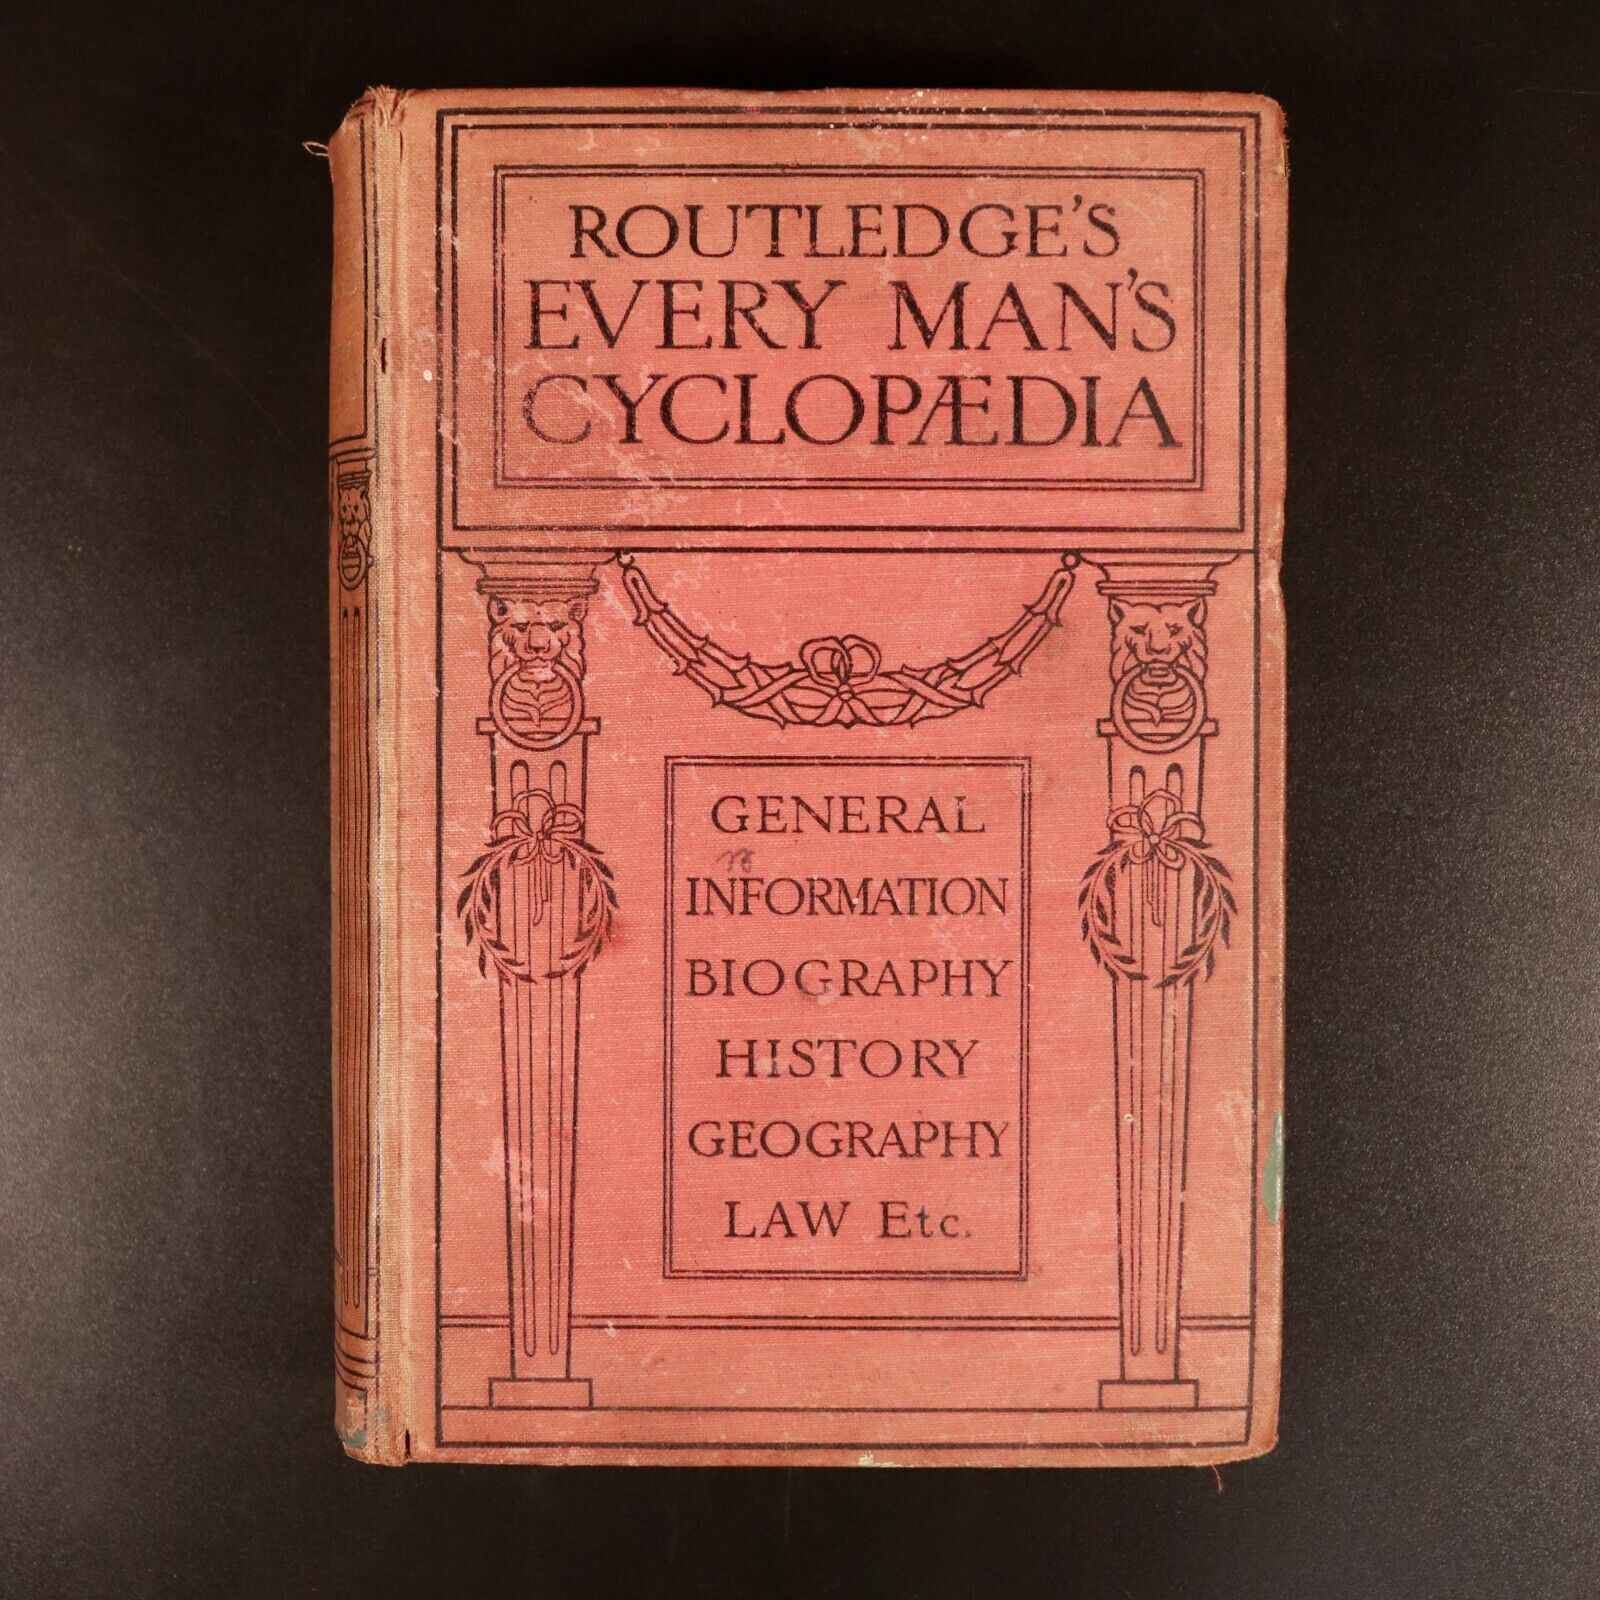 ROUTLEDGE'S
EVERY MAN'S
CYCLOPÆDIA
GENERAL
INFORMATION
BIOGRAPHY
HISTORY
GEOGRAPHY
LAW Etc.